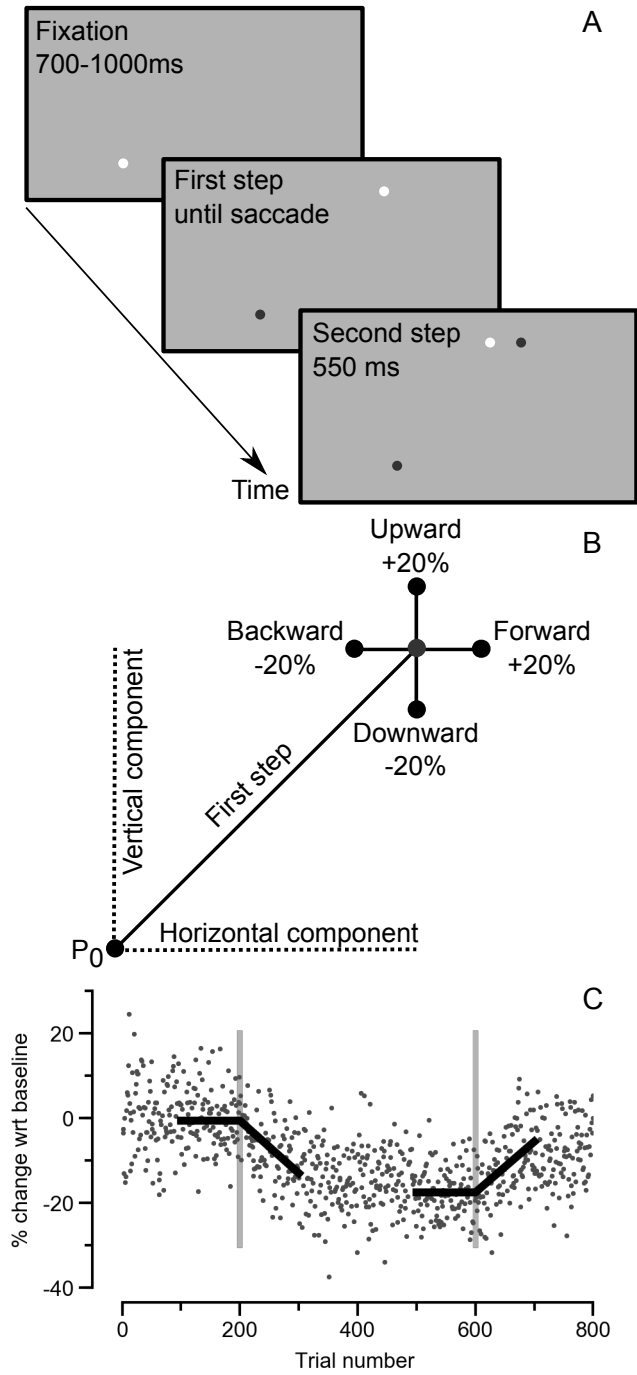 A
Fixation
700-1000ms
First step
until saccade
Second step
550 ms
Time
B
Upward
+20%
Backward
-20%
Forward
+20%
Downward
-20%
First step
Vertical component
Horizontal component
P0
C
% change wrt baseline
20
0
-20
-40
0 200 400 600 800
Trial number